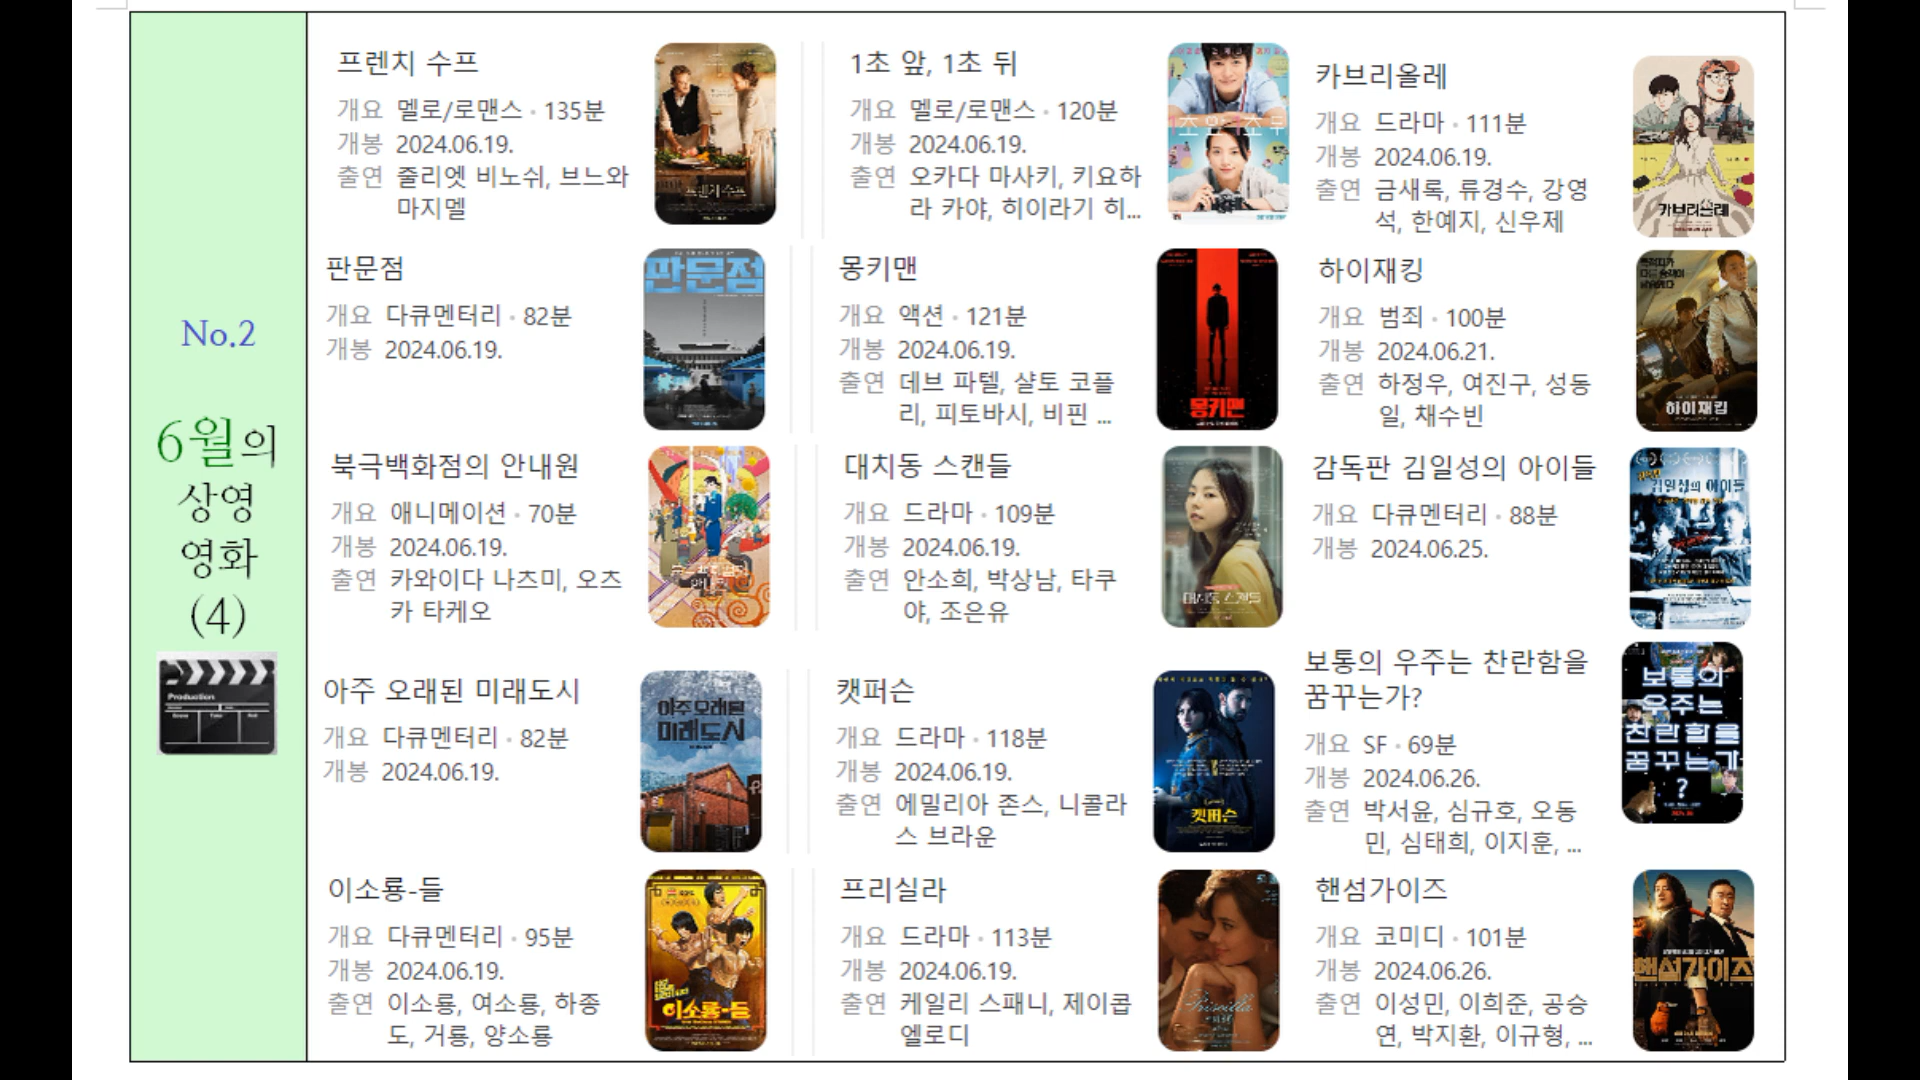 No.2
6월의
상영
영화
(4)
Production
프렌치 수프
개요 멜로/로맨스 · 135분
개봉 2024.06.19.
출연 줄리엣 비노쉬, 브느와
마지멜
프렌치 수프
1초 앞, 1초 뒤
개요 멜로/로맨스 · 120분
개봉 2024.06.19.
출연 오카다 마사키, 키요하
라 카야, 히이라기 히...
카브리올레
개요 드라마 · 111분
개봉 2024.06.19.
출연 금새록, 류경수, 강영
석, 한예지, 신우제
카브리올레
판문점
개요 다큐멘터리 · 82분
개봉 2024.06.19.
판문점
몽키맨
개요 액션 · 121분
개봉 2024.06.19.
출연 데브 파텔, 샬토 코플
리, 피토바시, 비핀 ...
몽키맨
하이재킹
개요 범죄 · 100분
개봉 2024.06.21.
출연 하정우, 여진구, 성동
일, 채수빈
하이재킹
북극백화점의 안내원
개요 애니메이션 · 70분
개봉 2024.06.19.
출연 카와이다 나츠미, 오츠
카 타케오
대치동 스캔들
개요 드라마 · 109분
개봉 2024.06.19.
출연 안소희, 박상남, 타쿠
야, 조은유
대치동 스캔들
감독판 김일성의 아이들
개요 다큐멘터리 · 88분
개봉 2024.06.25.
김일성의 아이들
아주 오래된 미래도시
개요 다큐멘터리 · 82분
개봉 2024.06.19.
아주 오래된
미래도시
캣퍼슨
개요 드라마 · 118분
개봉 2024.06.19.
출연 에밀리아 존스, 니콜라
스 브라운
캣퍼슨
보통의 우주는 찬란함을
꿈꾸는가?
개요 SF · 69분
개봉 2024.06.26.
출연 박서윤, 심규호, 오동
민, 심태희, 이지훈, ...
보통의
우주는
찬란함을
꿈꾸는가
?
이소룡-들
개요 다큐멘터리 · 95분
개봉 2024.06.19.
출연 이소룡, 여소룡, 하종
도, 거룡, 양소룡
이소룡-들
프리실라
개요 드라마 · 113분
개봉 2024.06.19.
출연 케일리 스패니, 제이콥
엘로디
Priscilla
핸섬가이즈
개요 코미디 · 101분
개봉 2024.06.26.
출연 이성민, 이희준, 공승
연, 박지환, 이규형, ...
핸섬가이즈